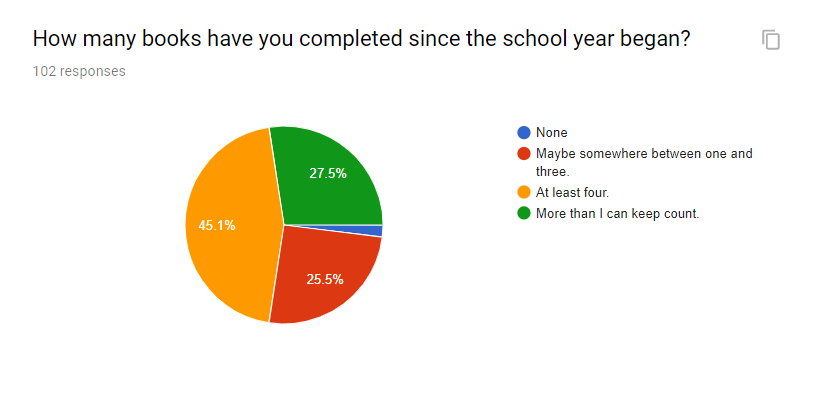 How many books have you completed since the school year began?
102 responses
27.5%
45.1%
25.5%
None
Maybe somewhere between one and
three.
At least four.
More than I can keep count.